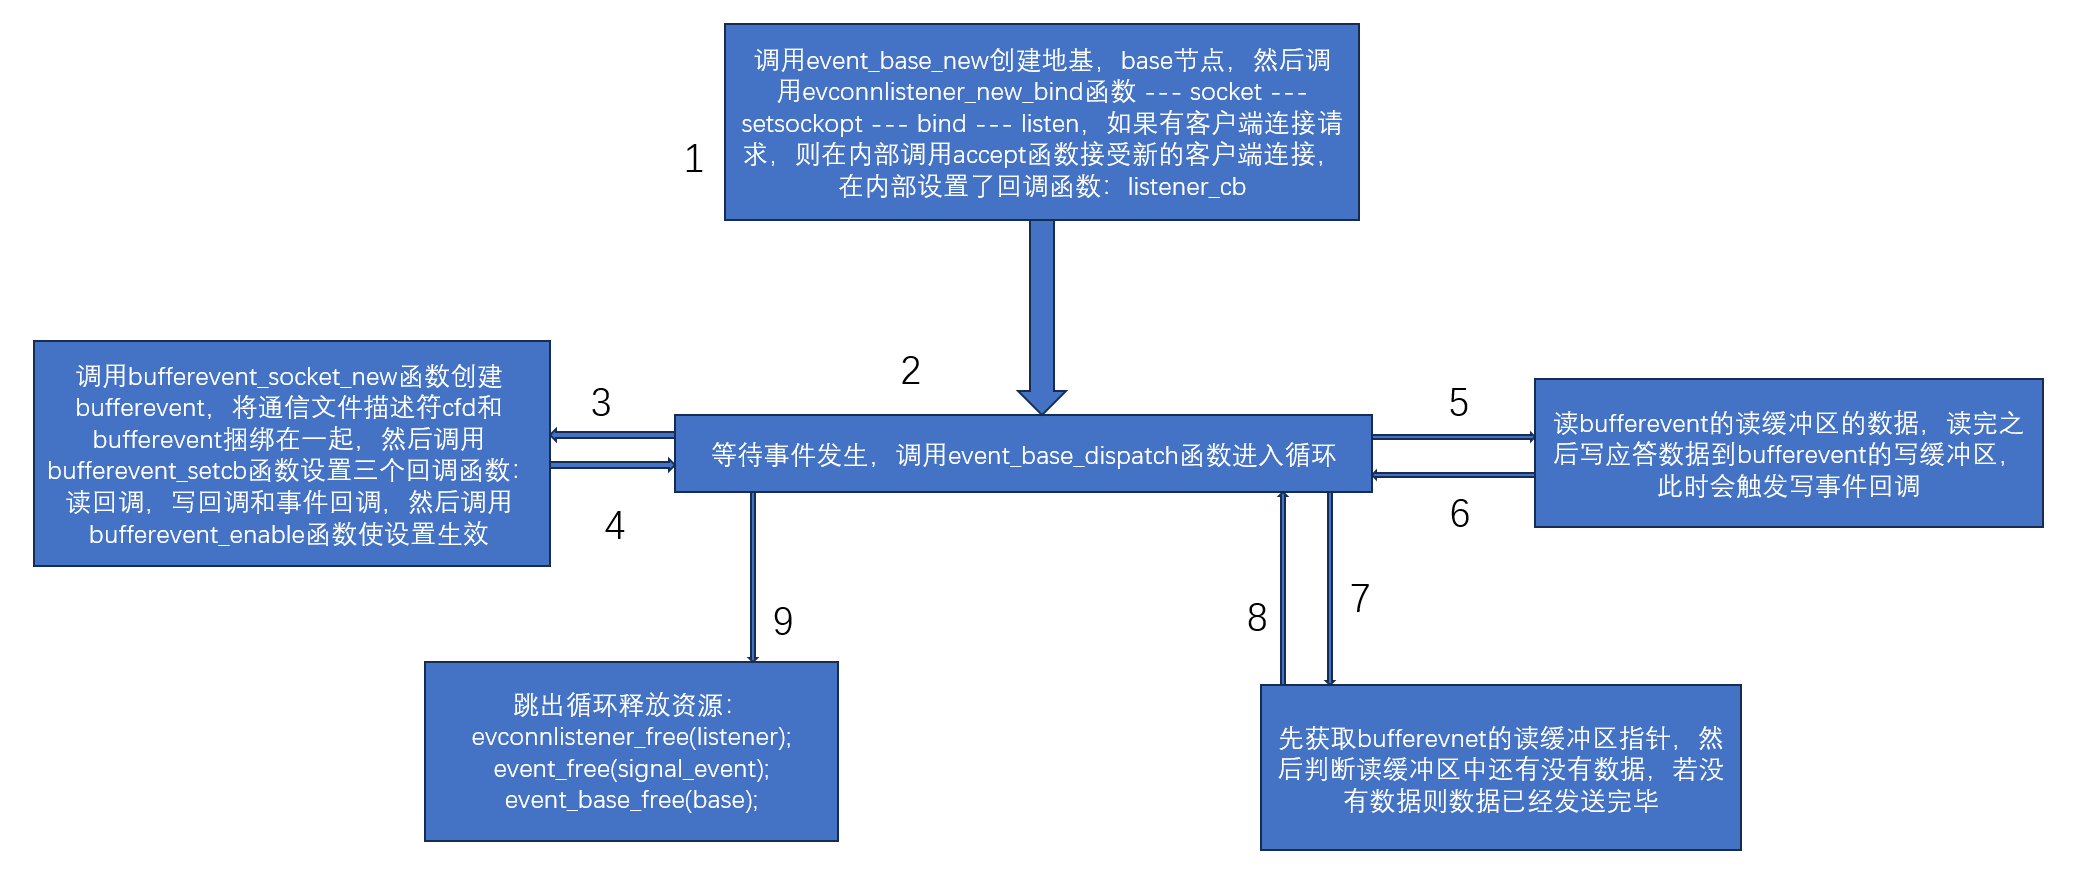 调用event_base_new创建地基，base节点，然后调
用evconnlistener_new_bind函数 --- socket ---
setsockopt --- bind --- listen，如果有客户端连接请
求，则在内部调用accept函数接受新的客户端连接，
在内部设置了回调函数：listener_cb
1
2
调用bufferevent_socket_new函数创建
bufferevent，将通信文件描述符cfd和
bufferevent捆绑在一起，然后调用
bufferevent_setcb函数设置三个回调函数：
读回调，写回调和事件回调，然后调用
bufferevent_enable函数使设置生效
3
4
等待事件发生，调用event_base_dispatch函数进入循环
5
6
读bufferevent的读缓冲区的数据，读完之
后写应答数据到bufferevent的写缓冲区，
此时会触发写事件回调
9
8
7
跳出循环释放资源：
evconnlistener_free(listener);
event_free(signal_event);
event_base_free(base);
先获取bufferevnet的读缓冲区指针，然
后判断读缓冲区中还有没有数据，若没
有数据则数据已经发送完毕